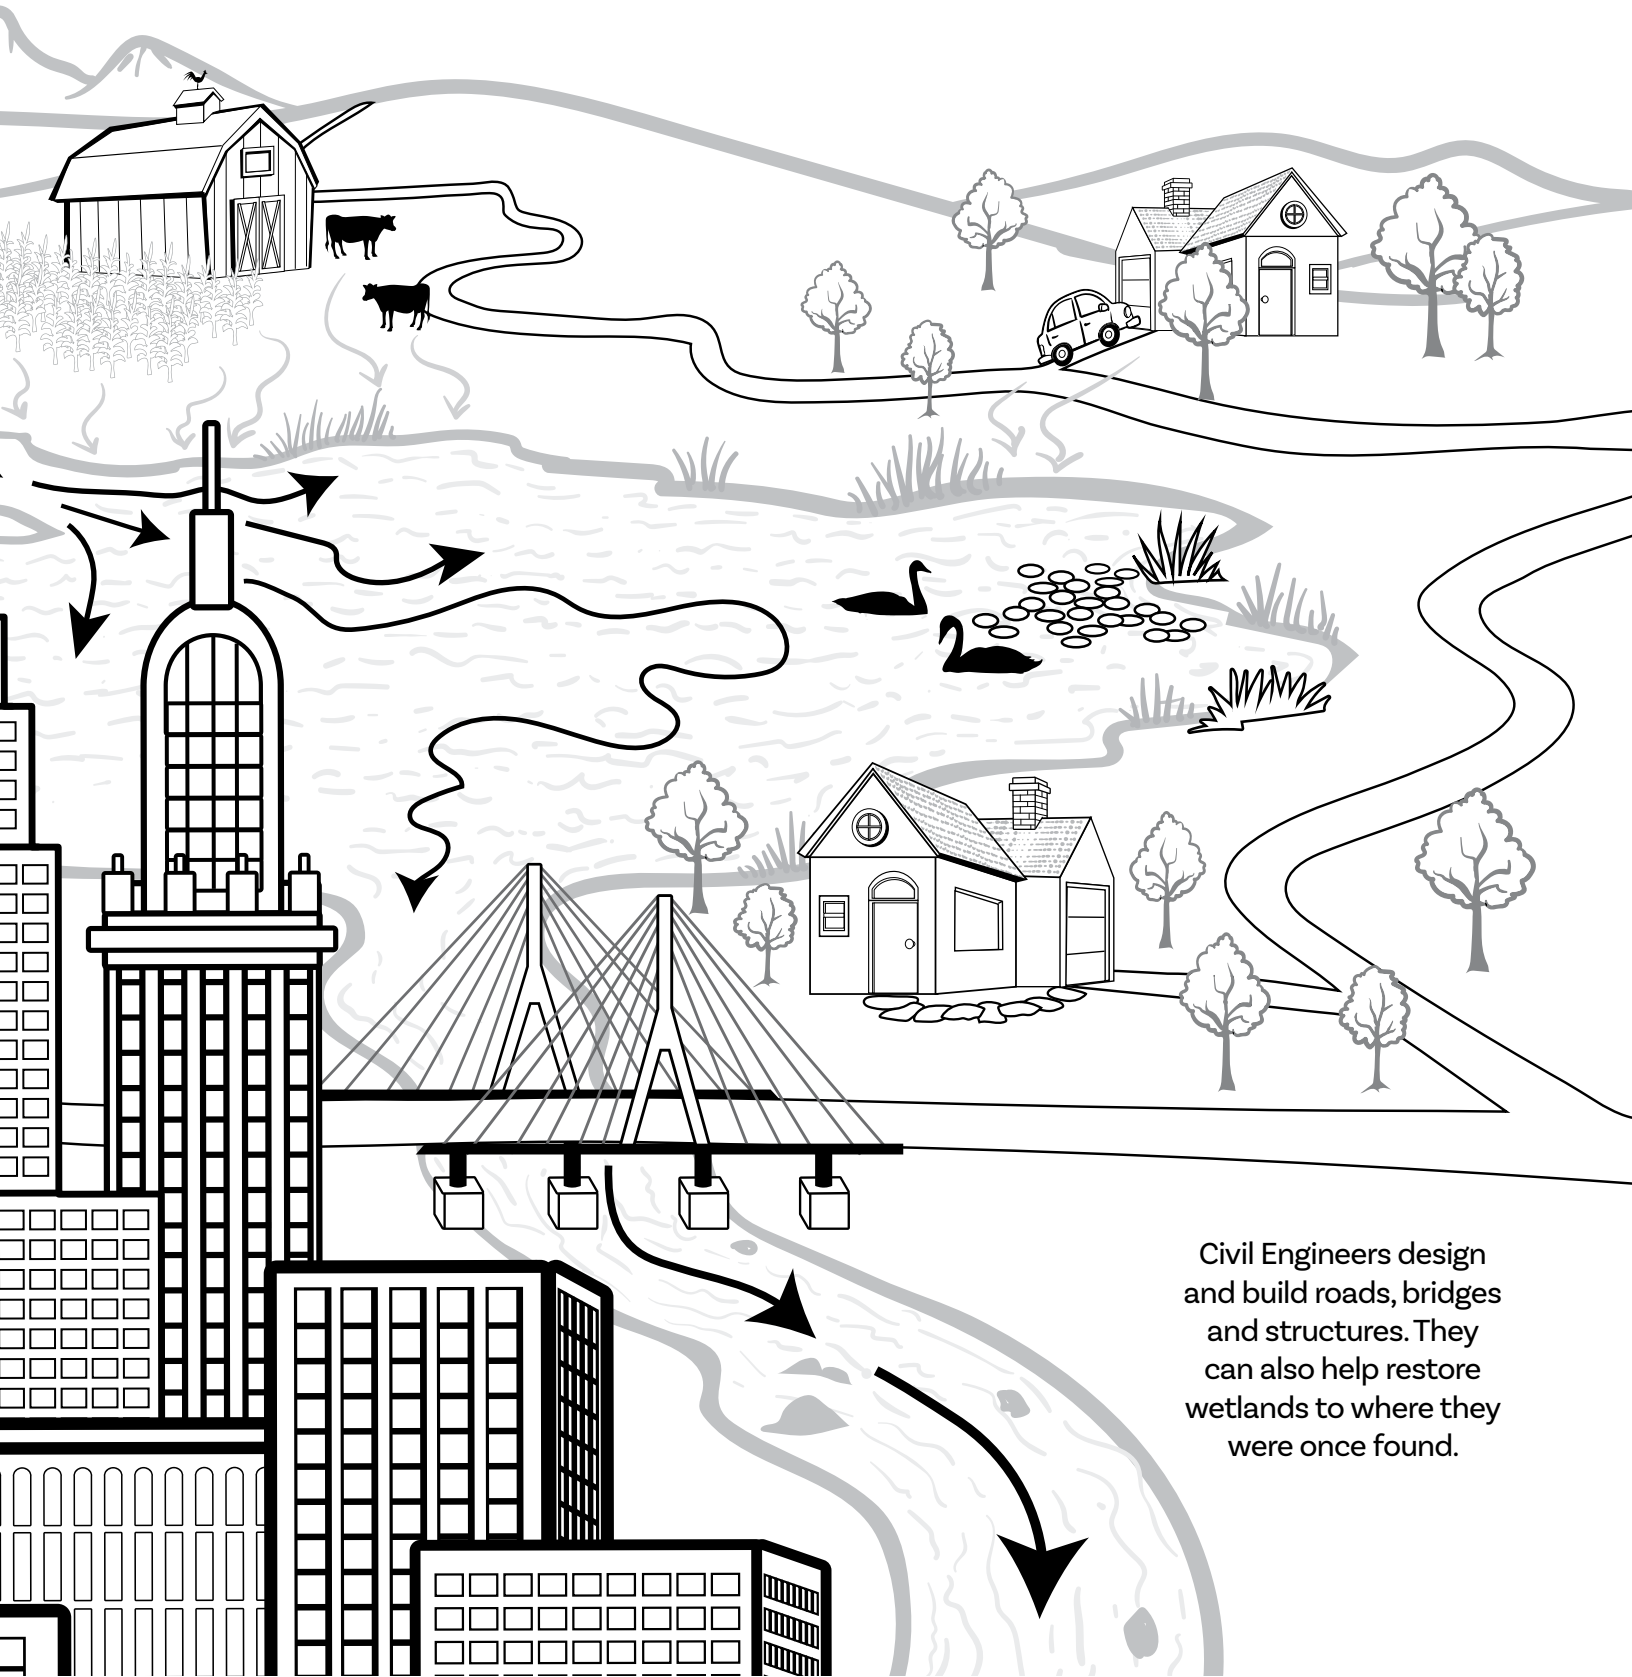 Civil Engineers design
and build roads, bridges
and structures. They
can also help restore
wetlands to where they
were once found.